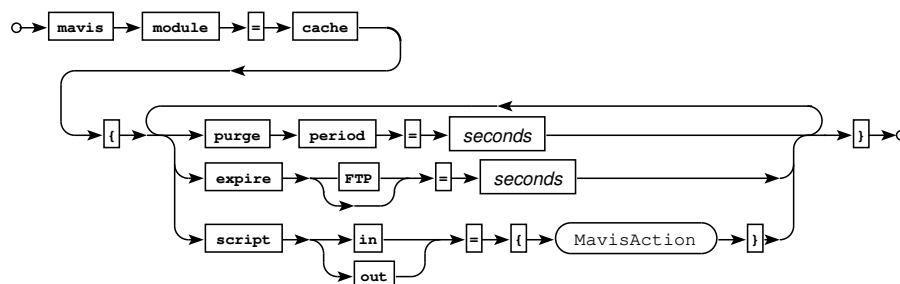 mavis module = cache
{ purge period = seconds }
expire FTP = seconds
script in = { MavisAction }
out